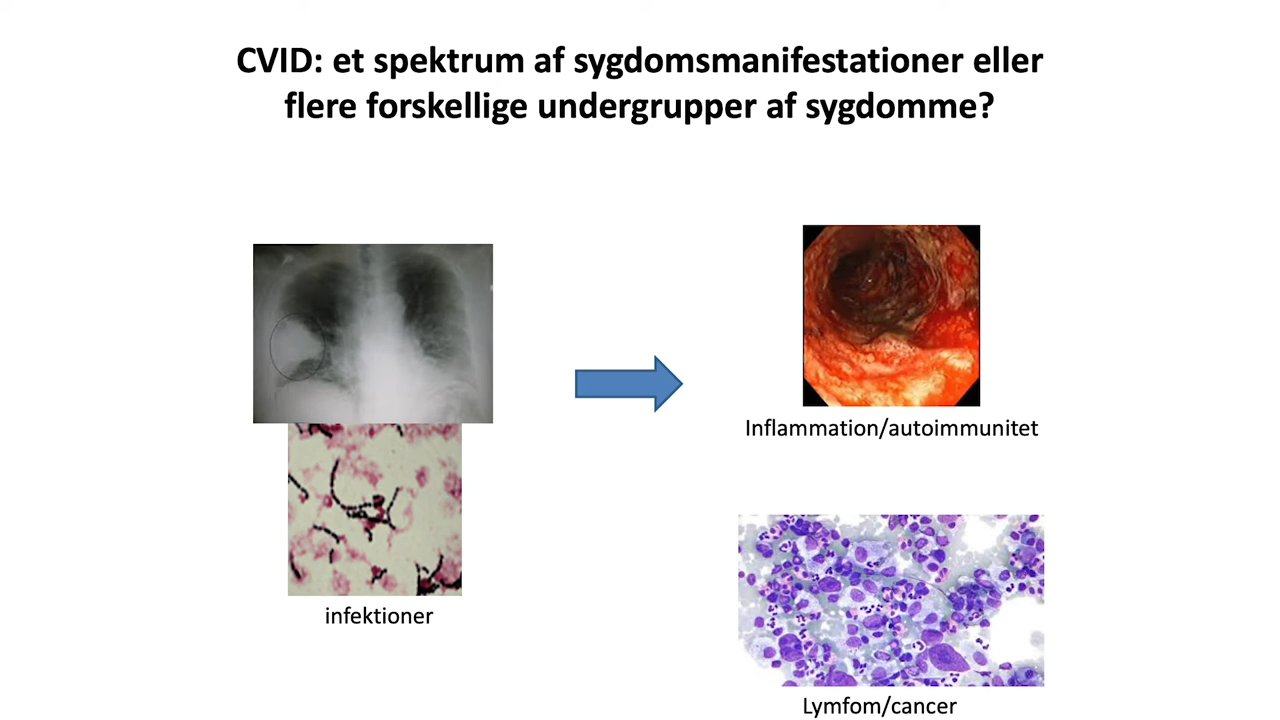 CVID: et spektrum af sygdomsmanifestationer eller
flere forskellige undergrupper af sygdomme?
Inflammation/autoimmunitet
infektioner
Lymfom/cancer